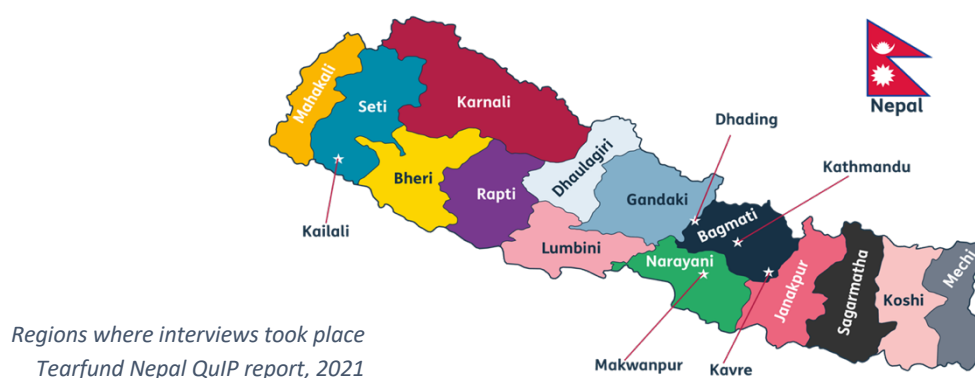 Nepal
Mahakali
Seti
Karnali
Dhading
Kathmandu
Bheri
Rapti
Dhaulagiri
Gandaki
Bagmati
Kailali
Lumbini
Narayani
Janakpur
Sagarmatha
Koshi
Mechi
Makwanpur
Kavre
Regions where interviews took place
Tearfund Nepal QuIP report, 2021